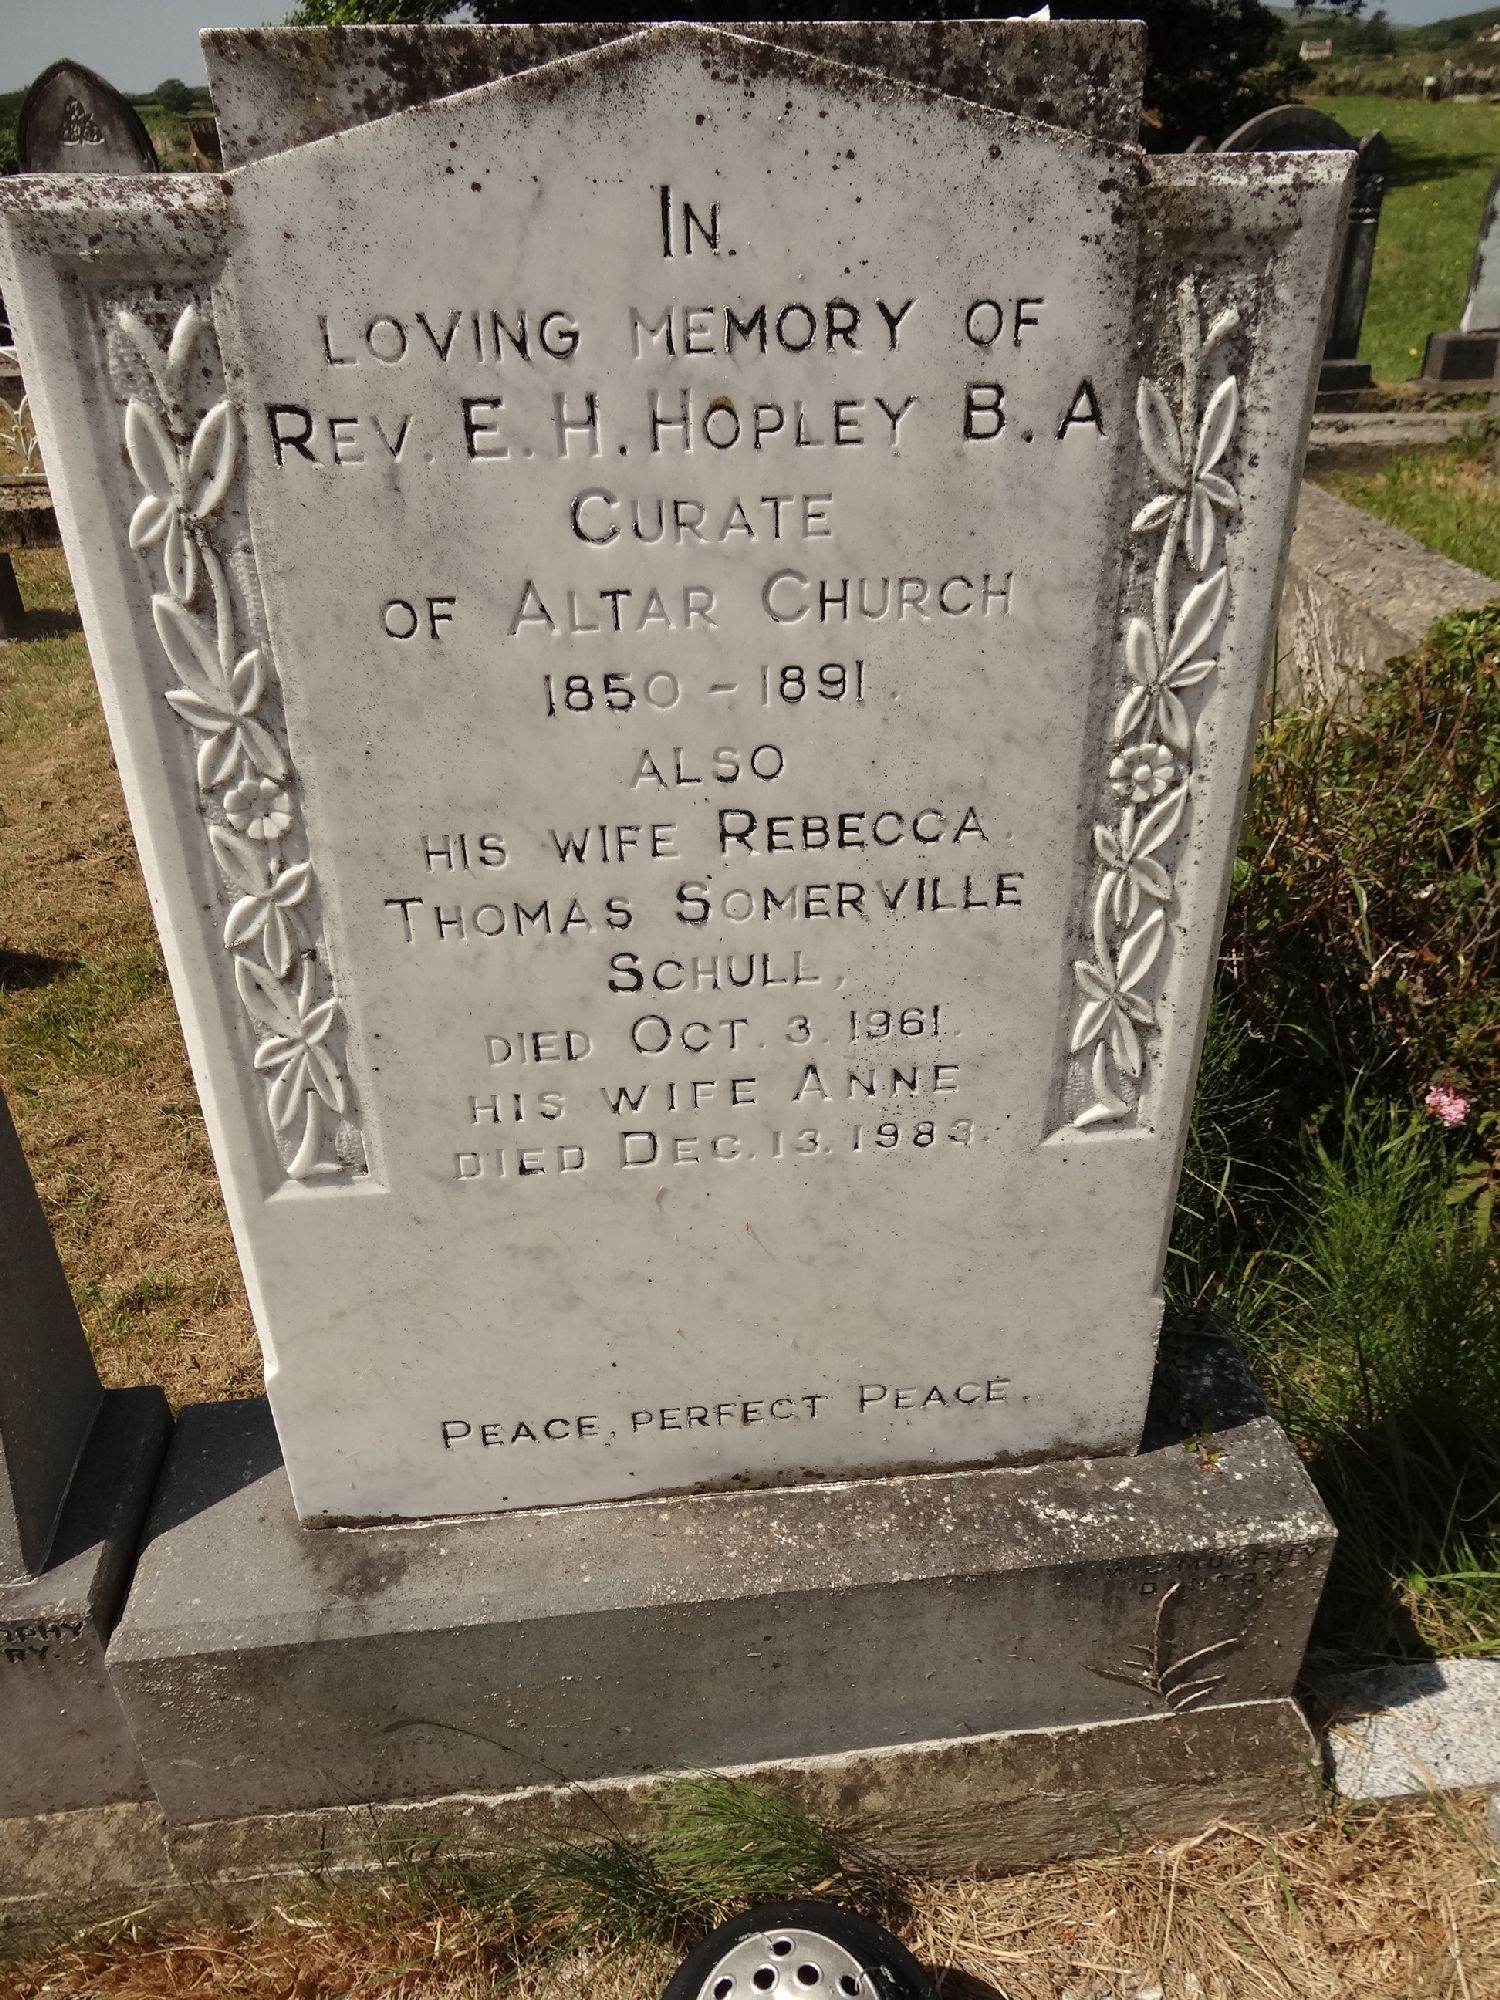 IN.
LOVING MEMORY OF
REV. E. H. HOPLEY B. A
CURATE
OF ALTAR CHURCH
1850 - 1891.
ALSO
HIS WIFE REBECCA.
THOMAS SOMERVILLE
SCHULL,
DIED OCT. 3. 1961.
HIS WIFE ANNE
DIED DEC. 13. 1983.
PEACE, PERFECT PEACE.
MURPHY